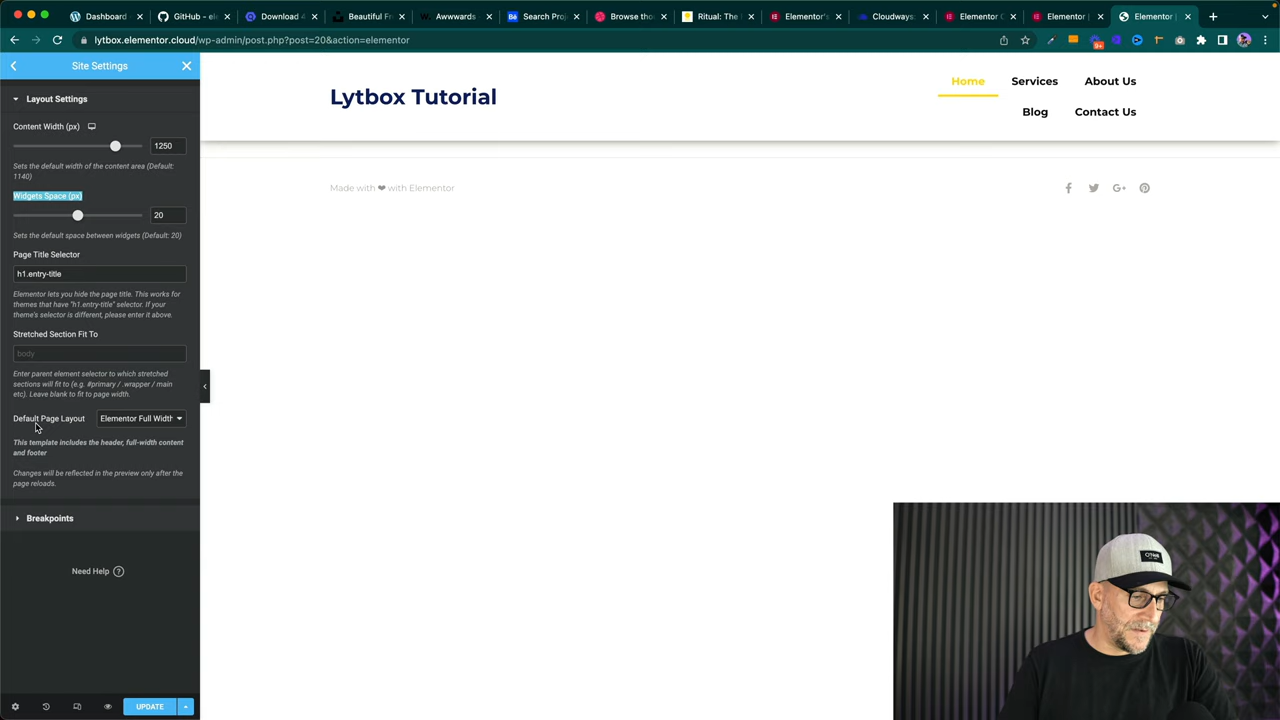 Dashboard
GitHub - ele
Download 4
Beautiful Fr
Awwwards
Search Proj
Browse thou
Ritual: The
Elementor's
Cloudways
Elementor C
Elementor
Elementor
lytbox.elementor.cloud/wp-admin/post.php?post=20&action=elementor
Site Settings
Layout Settings
Content Width (px)
1250
Sets the default width of the content area (Default:
1140)
Widgets Space (px)
20
Sets the default space between widgets (Default: 20)
Page Title Selector
h1.entry-title
Elementor lets you hide the page title. This works for
themes that have "h1.entry-title" selector. If your
theme's selector is different, please enter it above.
Stretched Section Fit To
body
Enter parent element selector to which stretched
sections will fit to (e.g. #primary / .wrapper / main
etc). Leave blank to fit to page width.
Default Page Layout
Elementor Full Width
This template includes the header, full-width content
and footer
Changes will be reflected in the preview only after the
page reloads.
Breakpoints
Need Help
UPDATE
Lytbox Tutorial
Home Services About Us
Blog Contact Us
Made with ❤ with Elementor